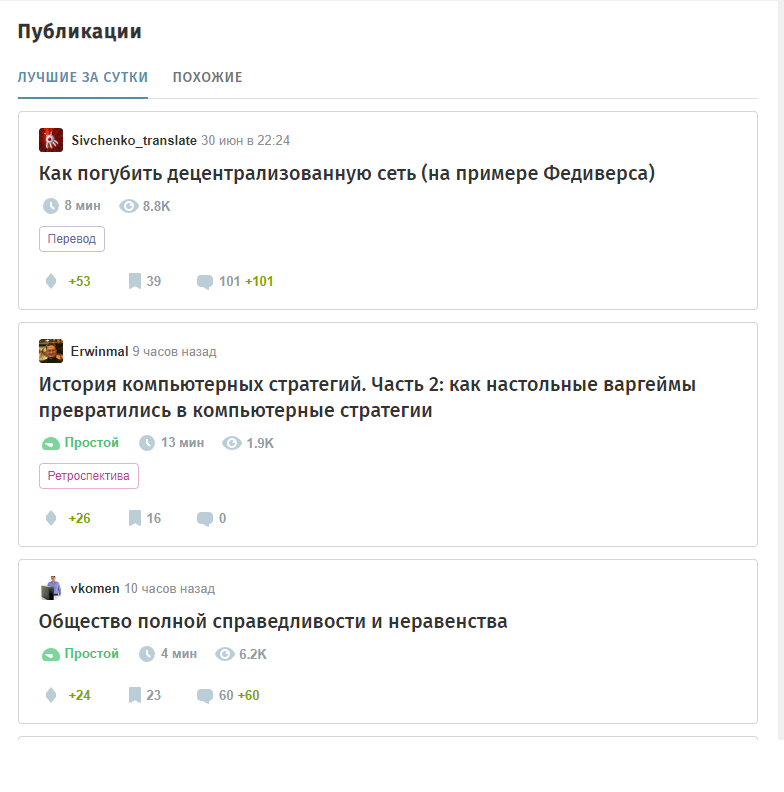 Публикации
ЛУЧШИЕ ЗА СУТКИ ПОХОЖИЕ
Sivchenko_translate 30 июн в 22:24
Как погубить децентрализованную сеть (на примере Федиверса)
8 мин 8.8K
Перевод
+53 39 101 +101
Erwinmal 9 часов назад
История компьютерных стратегий. Часть 2: как настольные варгеймы
превратились в компьютерные стратегии
Простой 13 мин 1.9K
Ретроспектива
+26 16 0
vkomen 10 часов назад
Общество полной справедливости и неравенства
Простой 4 мин 6.2K
+24 23 60 +60